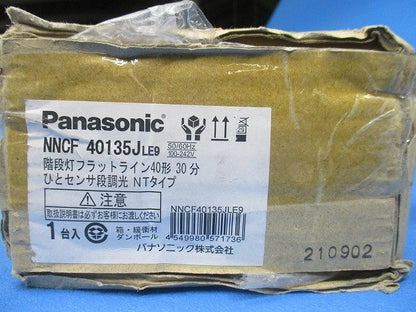 Panasonic
NNCF 40135JLE9
50/60Hz
100-242V
階段灯フラットライン40形 30分
ひとセンサ段調光 NTタイプ
注意
取扱説明書は必ずお客様にお渡しください。
NNCF40135JLE9
1台入
箱・緩衝材
ダンボール
4549980571736
パナソニック株式会社
210902